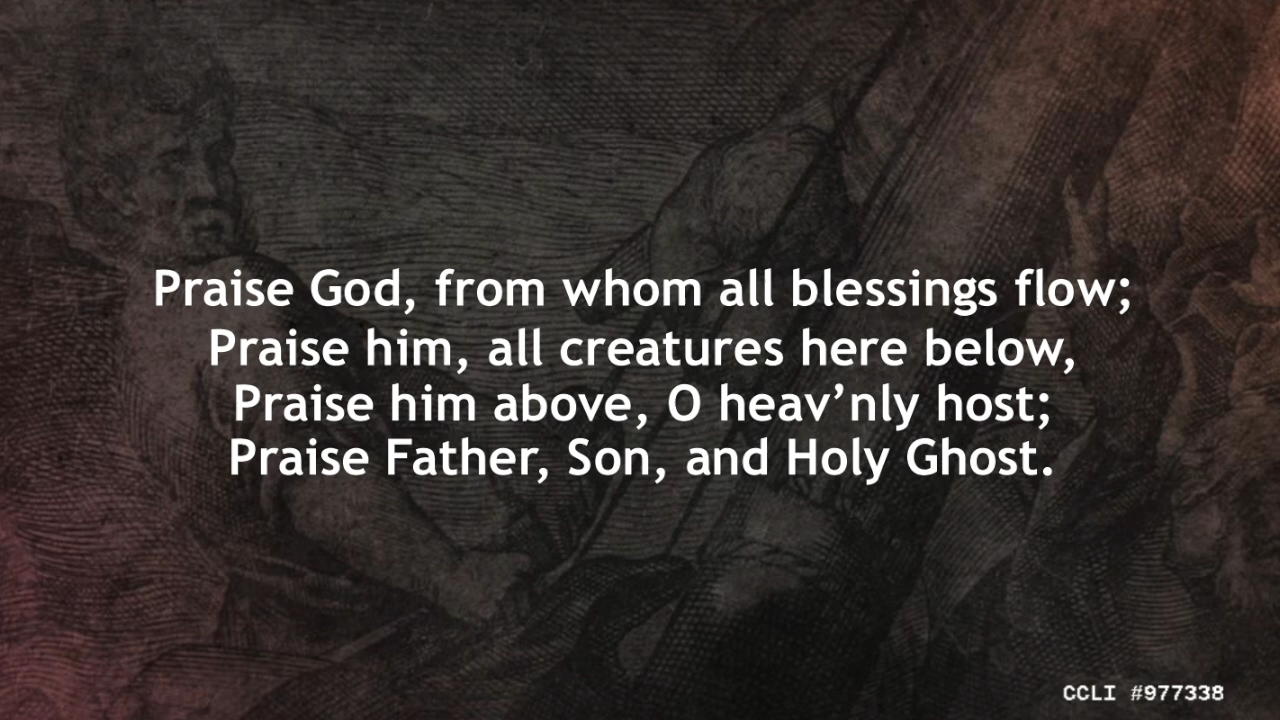 Praise God, from whom all blessings flow;
Praise him, all creatures here below,
Praise him above, O heav’nly host;
Praise Father, Son, and Holy Ghost.
CCLI #977338